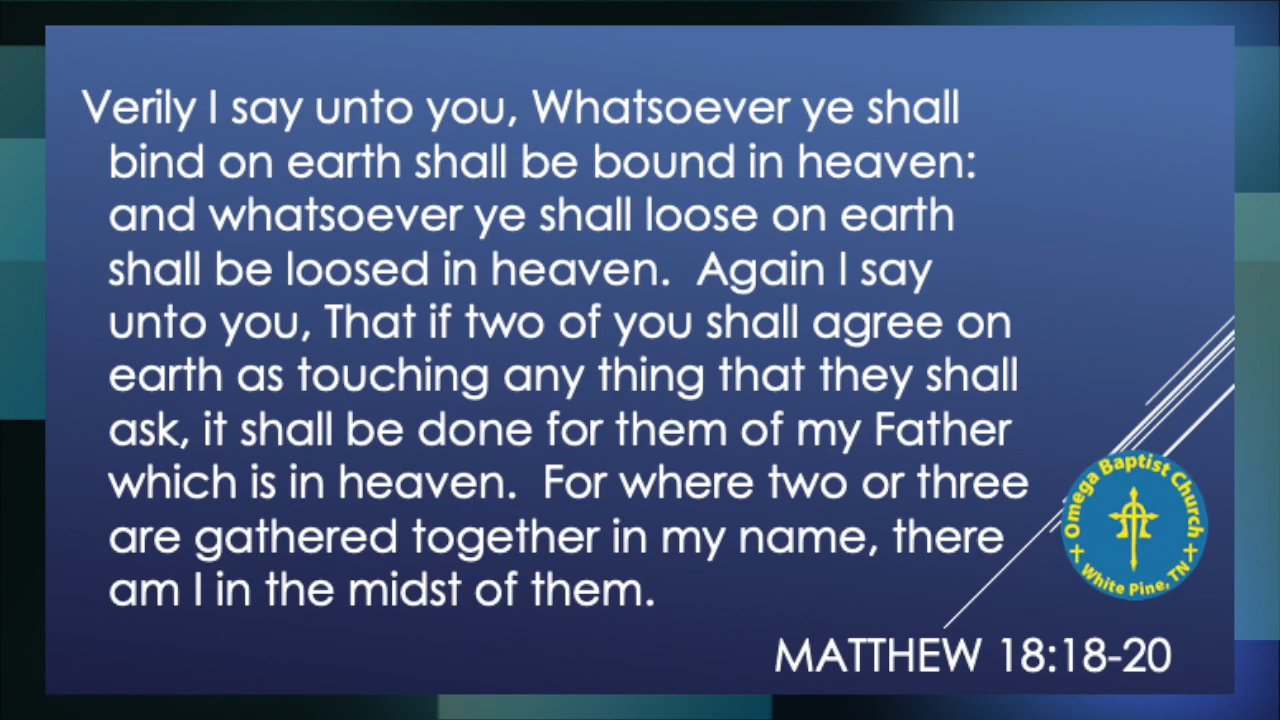 Verily I say unto you, Whatsoever ye shall
bind on earth shall be bound in heaven:
and whatsoever ye shall loose on earth
shall be loosed in heaven.  Again I say
unto you, That if two of you shall agree on
earth as touching any thing that they shall
ask, it shall be done for them of my Father
which is in heaven.  For where two or three
are gathered together in my name, there
am I in the midst of them.
Omega Baptist Church
White Pine, TN
MATTHEW 18:18-20